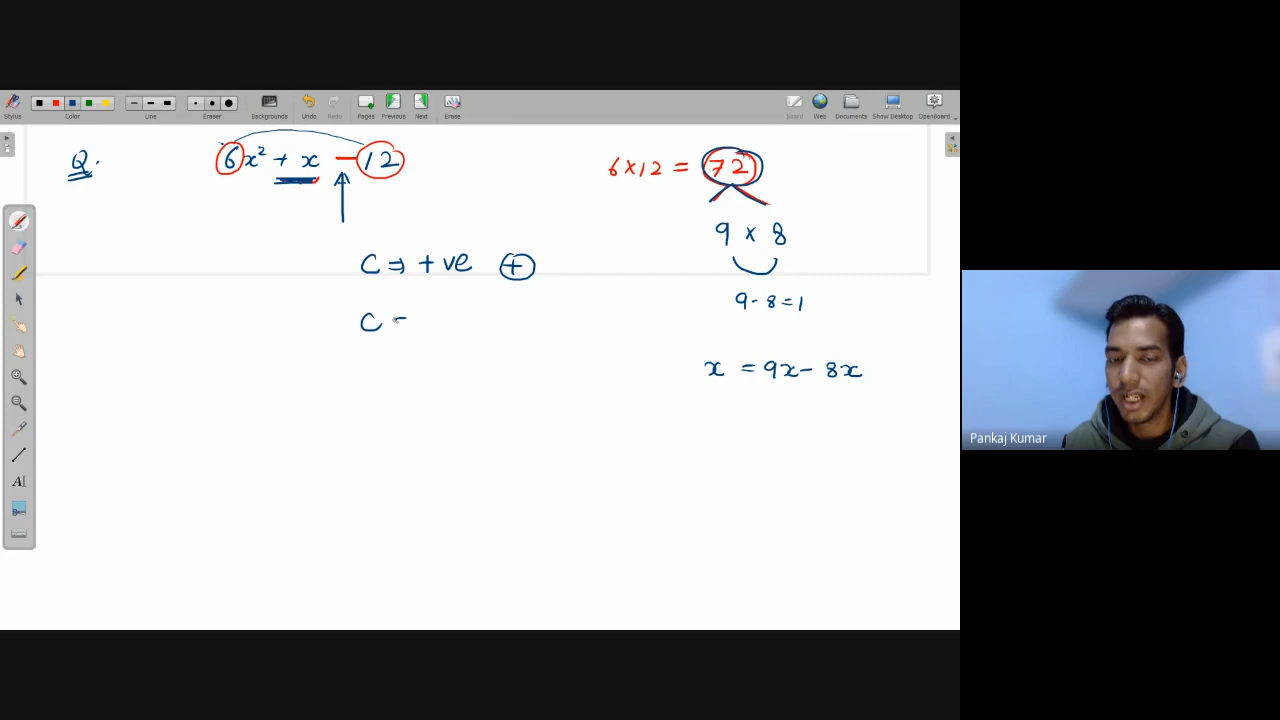 Stylus Color Line Eraser Backgrounds Undo Redo Pages Previous Next Erase Board Web Documents Show Desktop OpenBoard
Q. 6x² + x - 12
6 x 12 = 72
9 x 8
C ⇒ +ve (+)
9 - 8 = 1
C -
x = 9x - 8x
Pankaj Kumar